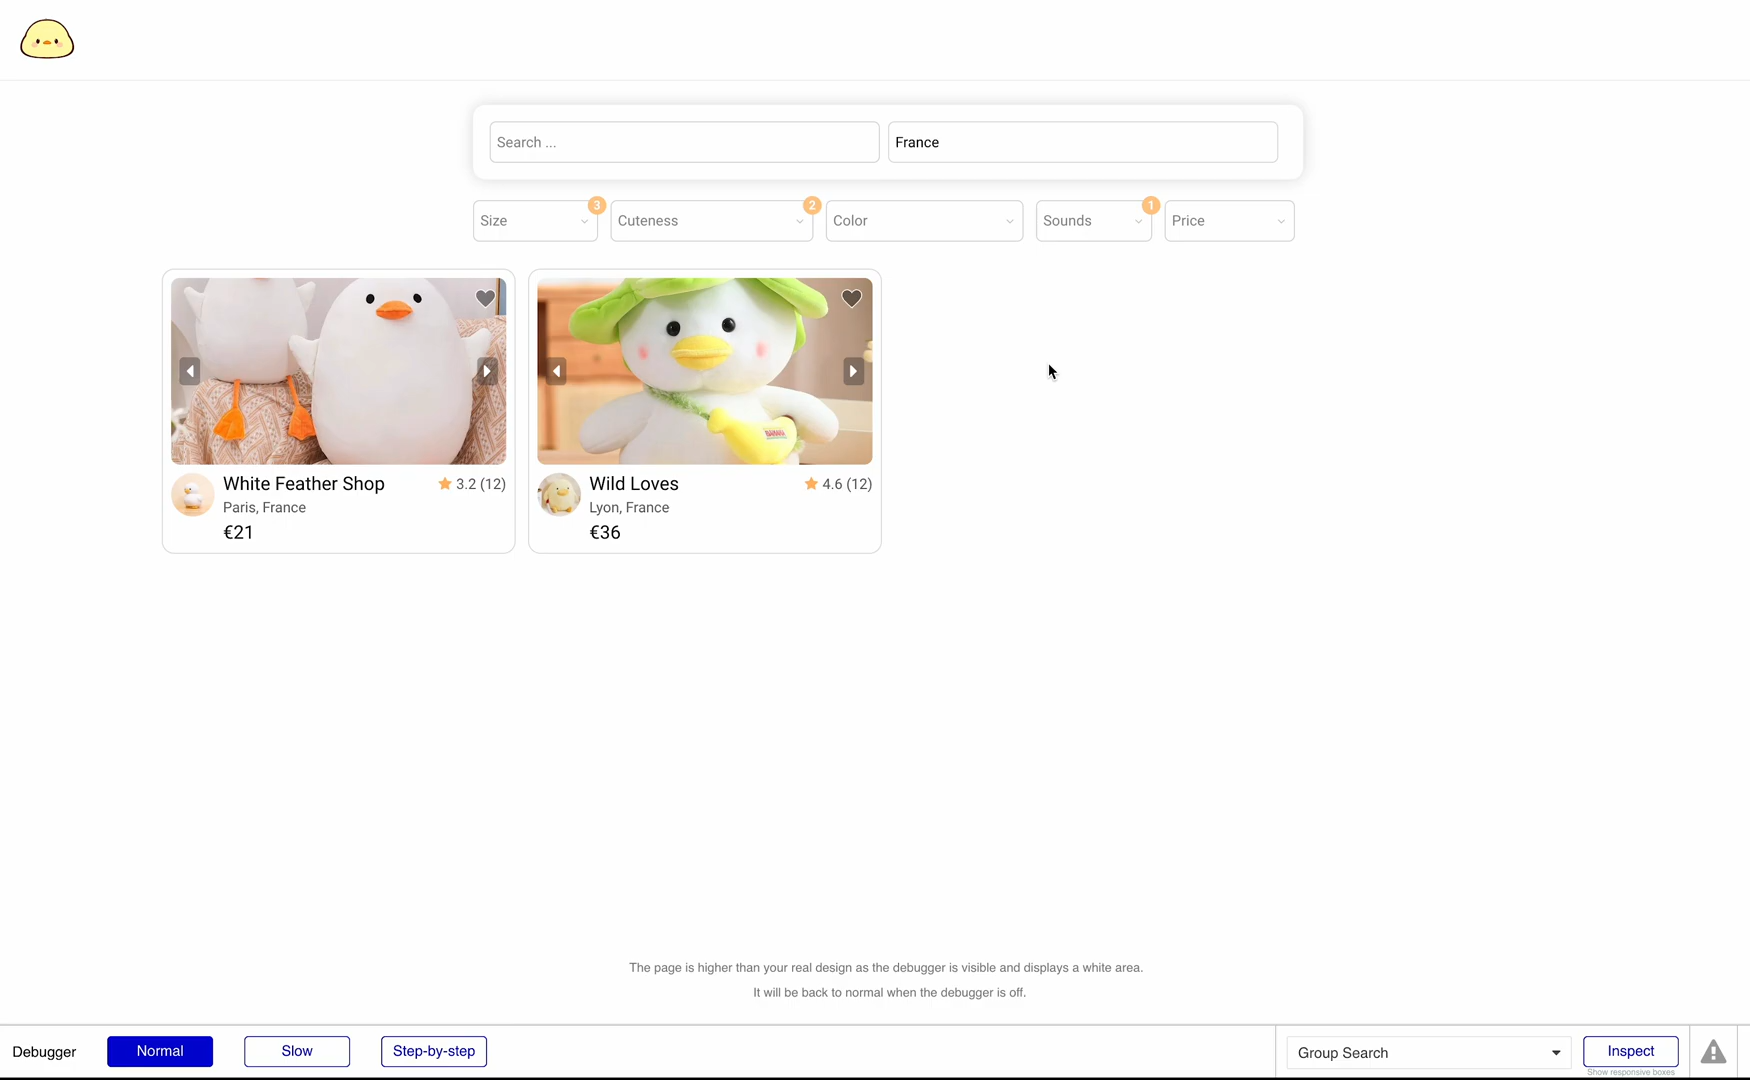 Search ...
France
3
2
1
Size
Cuteness
Color
Sounds
Price
White Feather Shop
3.2 (12)
Paris, France
€21
Wild Loves
4.6 (12)
Lyon, France
€36
The page is higher than your real design as the debugger is visible and displays a white area.
It will be back to normal when the debugger is off.
Debugger
Normal
Slow
Step-by-step
Group Search
Inspect
Show responsive boxes